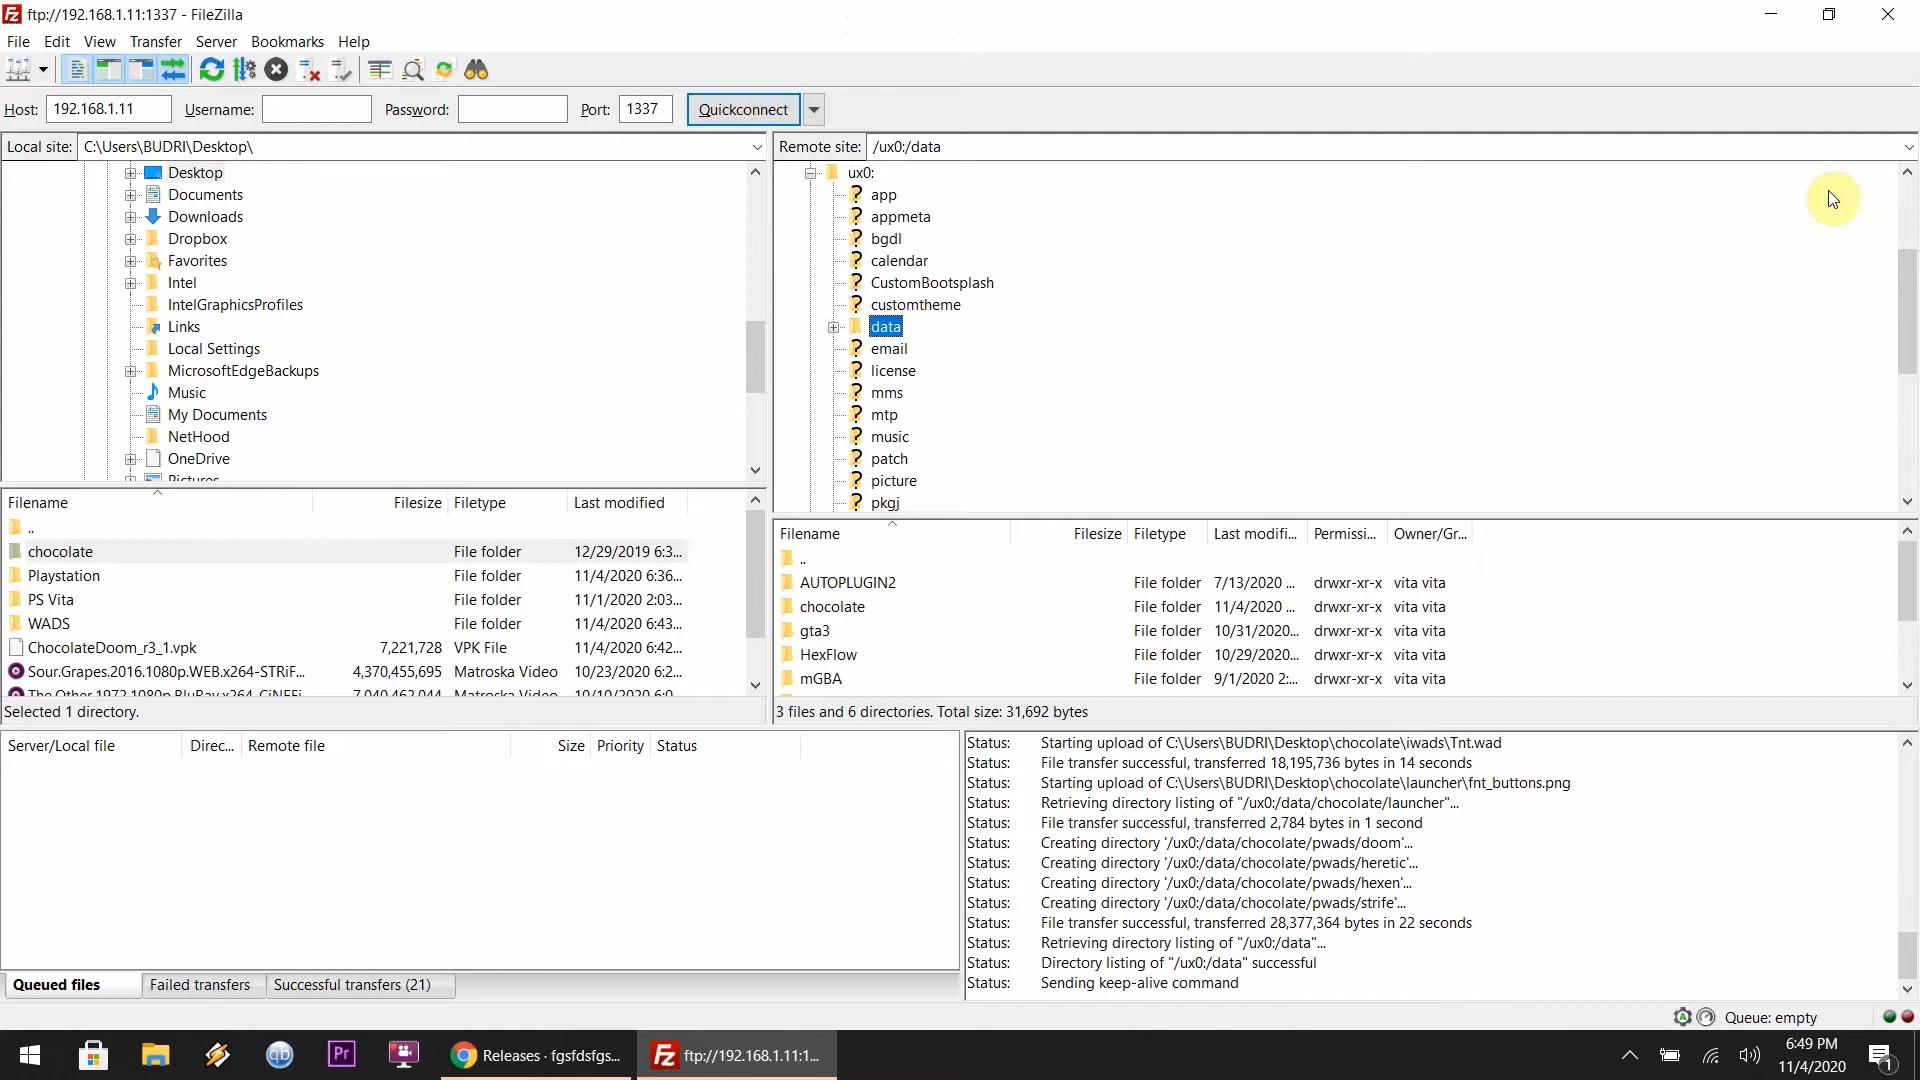 ftp://192.168.1.11:1337 - FileZilla
File Edit View Transfer Server Bookmarks Help
Host: 192.168.1.11 Username: Password: Port: 1337 Quickconnect
Local site: C:\Users\BUDRI\Desktop\
Desktop
Documents
Downloads
Dropbox
Favorites
Intel
IntelGraphicsProfiles
Links
Local Settings
MicrosoftEdgeBackups
Music
My Documents
NetHood
OneDrive
Pictures
Filename Filesize Filetype Last modified
..
chocolate File folder 12/29/2019 6:3...
Playstation File folder 11/4/2020 6:36...
PS Vita File folder 11/1/2020 2:03...
WADS File folder 11/4/2020 6:43...
ChocolateDoom_r3_1.vpk 7,221,728 VPK File 11/4/2020 6:42...
Sour.Grapes.2016.1080p.WEB.x264-STRiF... 4,370,455,695 Matroska Video 10/23/2020 6:2...
The Other 1972 1080p BluRay x264 Matroska Video
Selected 1 directory.
Remote site: /ux0:/data
ux0:
app
appmeta
bgdl
calendar
CustomBootsplash
customtheme
data
email
license
mms
mtp
music
patch
picture
pkgj
Filename Filesize Filetype Last modifi... Permissi... Owner/Gr...
..
AUTOPLUGIN2 File folder 7/13/2020 ... drwxr-xr-x vita vita
chocolate File folder 11/4/2020 ... drwxr-xr-x vita vita
gta3 File folder 10/31/2020... drwxr-xr-x vita vita
HexFlow File folder 10/29/2020... drwxr-xr-x vita vita
mGBA File folder 9/1/2020 2:... drwxr-xr-x vita vita
3 files and 6 directories. Total size: 31,692 bytes
Server/Local file Direc... Remote file Size Priority Status
Queued files Failed transfers Successful transfers (21)
Status: Starting upload of C:\Users\BUDRI\Desktop\chocolate\iwads\Tnt.wad
Status: File transfer successful, transferred 18,195,736 bytes in 14 seconds
Status: Starting upload of C:\Users\BUDRI\Desktop\chocolate\launcher\fnt_buttons.png
Status: Retrieving directory listing of "/ux0:/data/chocolate/launcher"...
Status: File transfer successful, transferred 2,784 bytes in 1 second
Status: Creating directory '/ux0:/data/chocolate/pwads/doom'...
Status: Creating directory '/ux0:/data/chocolate/pwads/heretic'...
Status: Creating directory '/ux0:/data/chocolate/pwads/hexen'...
Status: Creating directory '/ux0:/data/chocolate/pwads/strife'...
Status: File transfer successful, transferred 28,377,364 bytes in 22 seconds
Status: Retrieving directory listing of "/ux0:/data"...
Status: Directory listing of "/ux0:/data" successful
Status: Sending keep-alive command
Queue: empty
qb Pr Releases · fgsfdsfgs... ftp://192.168.1.11:1...
6:49 PM
11/4/2020
1